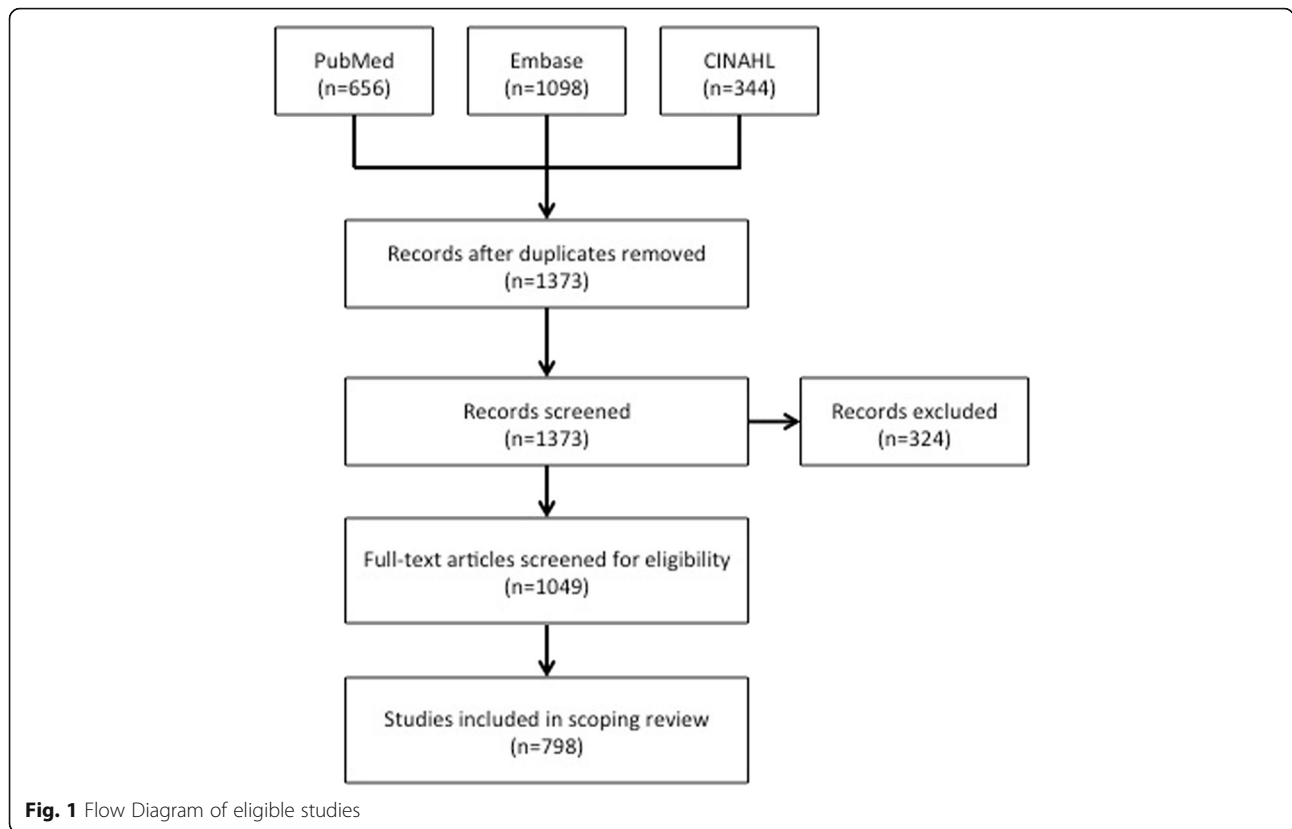 PubMed
(n=656)
Embase
(n=1098)
CINAHL
(n=344)
Records after duplicates removed
(n=1373)
Records screened
(n=1373)
Records excluded
(n=324)
Full-text articles screened for eligibility
(n=1049)
Studies included in scoping review
(n=798)
Fig. 1 Flow Diagram of eligible studies